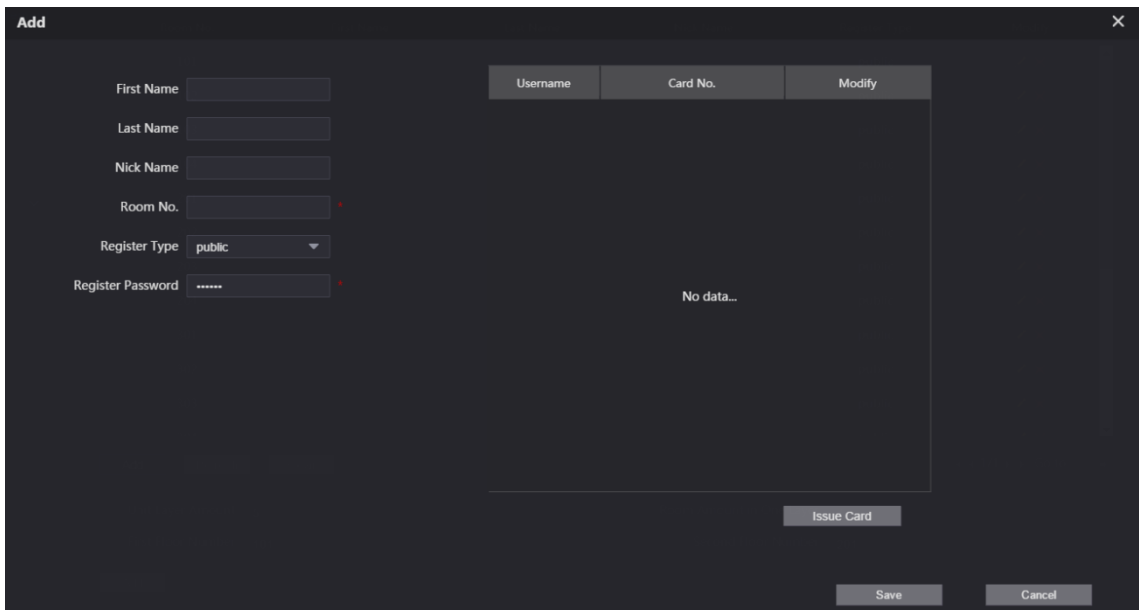 Add
First Name
Last Name
Nick Name
Room No. *
Register Type public
Register Password •••••• *
Username Card No. Modify
No data...
Issue Card
Save Cancel